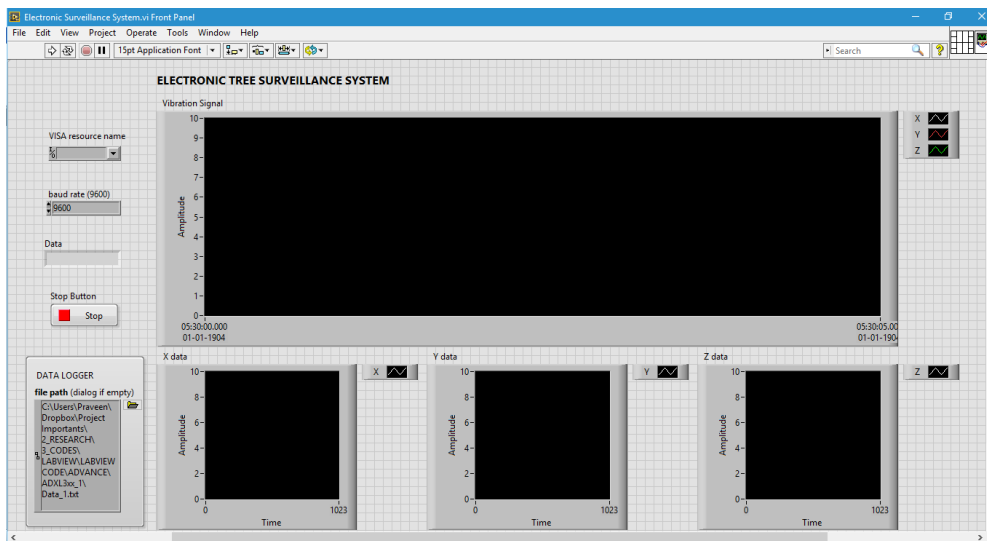 Electronic Surveillance System.vi Front Panel
File Edit View Project Operate Tools Window Help
15pt Application Font
Search
ELECTRONIC TREE SURVEILLANCE SYSTEM
Vibration Signal
VISA resource name
baud rate (9600)
9600
Data
Stop Button
Stop
Amplitude
10
9
8
7
6
5
4
3
2
1
0
05:30:00.000
01-01-1904
05:30:05.00
01-01-190
X
Y
Z
DATA LOGGER
file path (dialog if empty)
C:\Users\Praveen\
Dropbox\Project
Importants\
2_RESEARCH\
3_CODES\
LABVIEW\LABVIEW
CODE\ADVANCE\
ADXL3xx_1\
Data_1.txt
X data
X
Amplitude
10
8
6
4
2
0
0 1023
Time
Y data
Y
Amplitude
10
8
6
4
2
0
0 1023
Time
Z data
Z
Amplitude
10
8
6
4
2
0
0 1023
Time